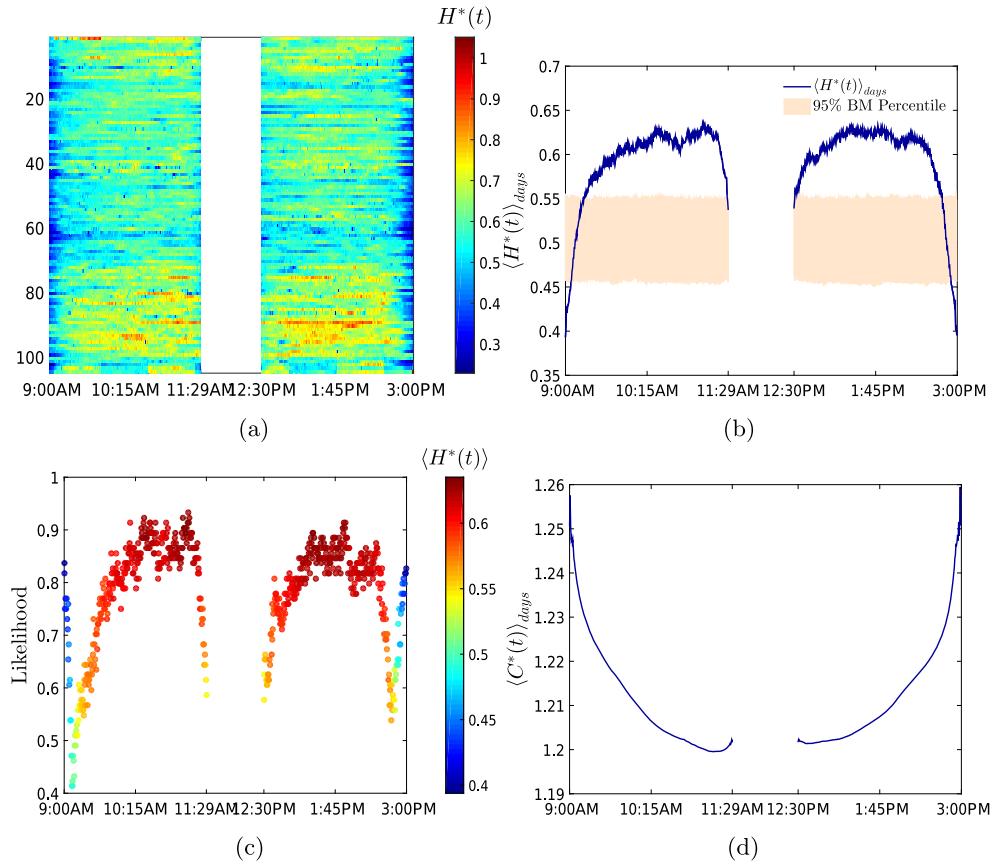 H*(t)
20
40
60
80
100
9:00AM 10:15AM 11:29AM 12:30PM 1:45PM 3:00PM
1
0.9
0.8
0.7
0.6
0.5
0.4
0.3
(a)
⟨H*(t)⟩days
0.7
0.65
0.6
0.55
0.5
0.45
0.4
0.35
⟨H*(t)⟩days
95% BM Percentile
9:00AM 10:15AM 11:29AM 12:30PM 1:45PM 3:00PM
(b)
⟨H*(t)⟩
Likelihood
1
0.9
0.8
0.7
0.6
0.5
0.4
9:00AM 10:15AM 11:29AM 12:30PM 1:45PM 3:00PM
0.6
0.55
0.5
0.45
0.4
(c)
⟨C*(t)⟩days
1.26
1.25
1.24
1.23
1.22
1.21
1.2
1.19
9:00AM 10:15AM 11:29AM 12:30PM 1:45PM 3:00PM
(d)